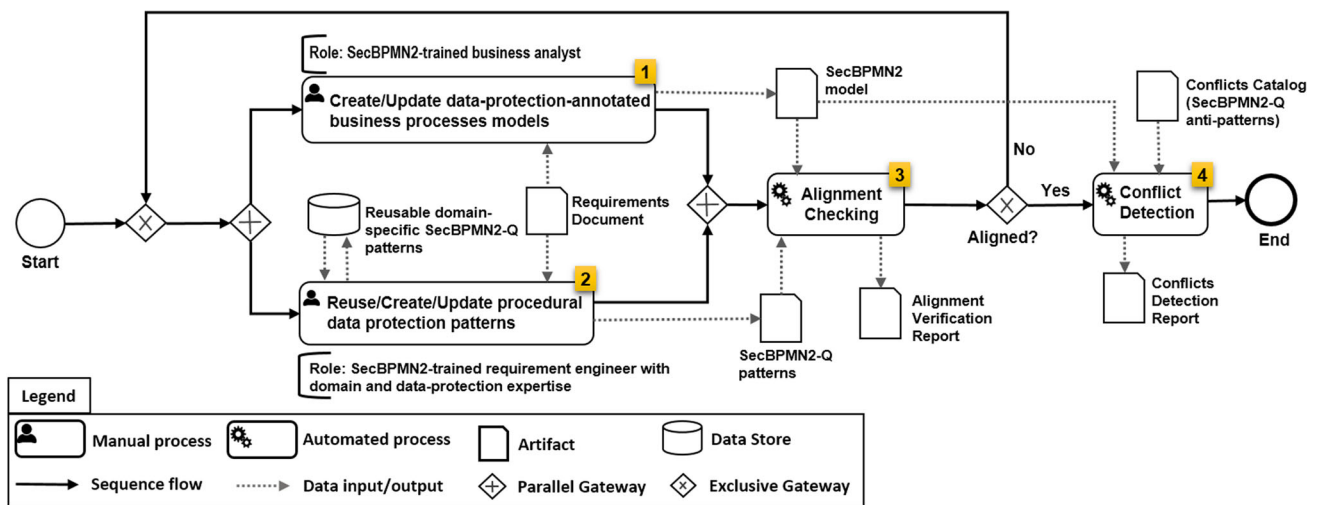 Role: SecBPMN2-trained business analyst
1
Create/Update data-protection-annotated
business processes models
SecBPMN2
model
Conflicts Catalog
(SecBPMN2-Q
anti-patterns)
No
Reusable domain-
specific SecBPMN2-Q
patterns
Requirements
Document
3
Alignment
Checking
Yes
4
Conflict
Detection
Aligned?
Start
End
2
Reuse/Create/Update procedural
data protection patterns
SecBPMN2-Q
patterns
Alignment
Verification
Report
Conflicts
Detection
Report
Role: SecBPMN2-trained requirement engineer with
domain and data-protection expertise
Legend
Manual process
Automated process
Artifact
Data Store
Sequence flow
Data input/output
Parallel Gateway
Exclusive Gateway